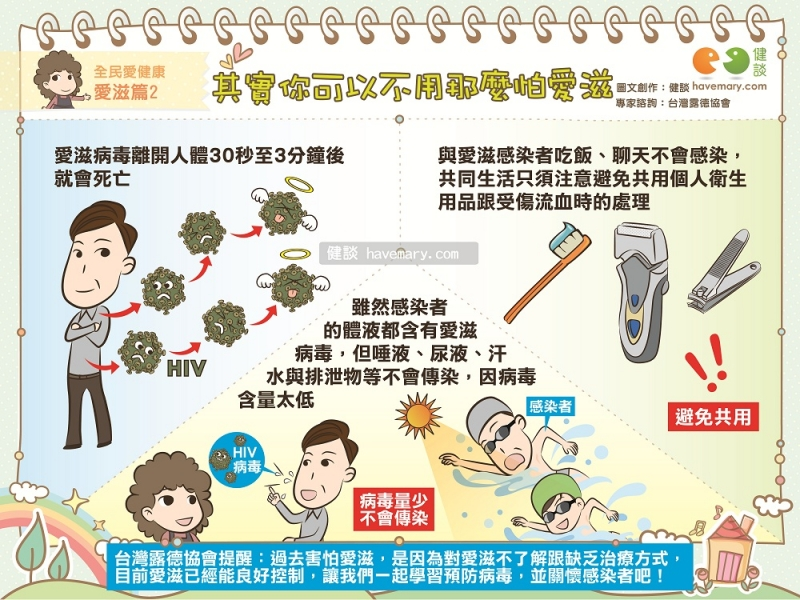 全民愛健康
愛滋篇2
其實你可以不用那麼怕愛滋
健談
圖文創作：健談 havemary.com
專家諮詢：台灣露德協會
愛滋病毒離開人體30秒至3分鐘後
就會死亡
HIV
與愛滋感染者吃飯、聊天不會感染，
共同生活只須注意避免共用個人衛生
用品跟受傷流血時的處理
避免共用
健談 havemary.com
雖然感染者
的體液都含有愛滋
病毒，但唾液、尿液、汗
水與排泄物等不會傳染，因病毒
含量太低
HIV
病毒
病毒量少
不會傳染
感染者
台灣露德協會提醒：過去害怕愛滋，是因為對愛滋不了解跟缺乏治療方式，
目前愛滋已經能良好控制，讓我們一起學習預防病毒，並關懷感染者吧！